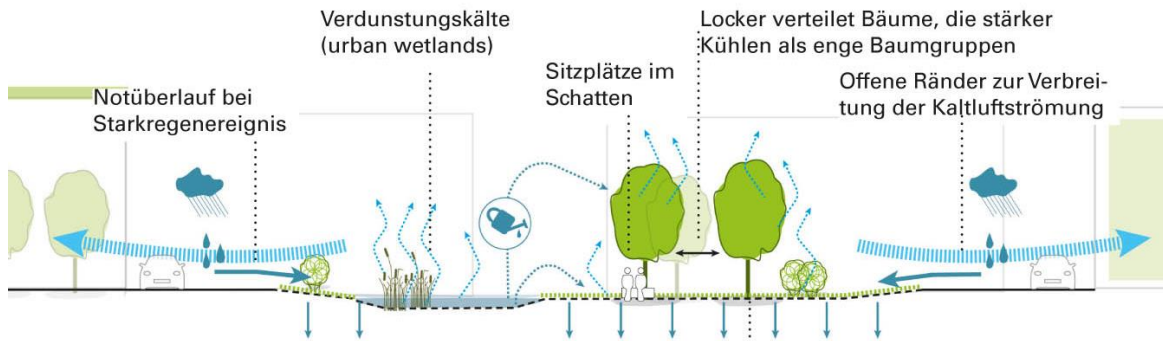 Verdunstungskälte
(urban wetlands)
Locker verteilet Bäume, die stärker
Kühlen als enge Baumgruppen
Sitzplätze im
Schatten
Offene Ränder zur Verbrei-
tung der Kaltluftströmung
Notüberlauf bei
Starkregenereignis